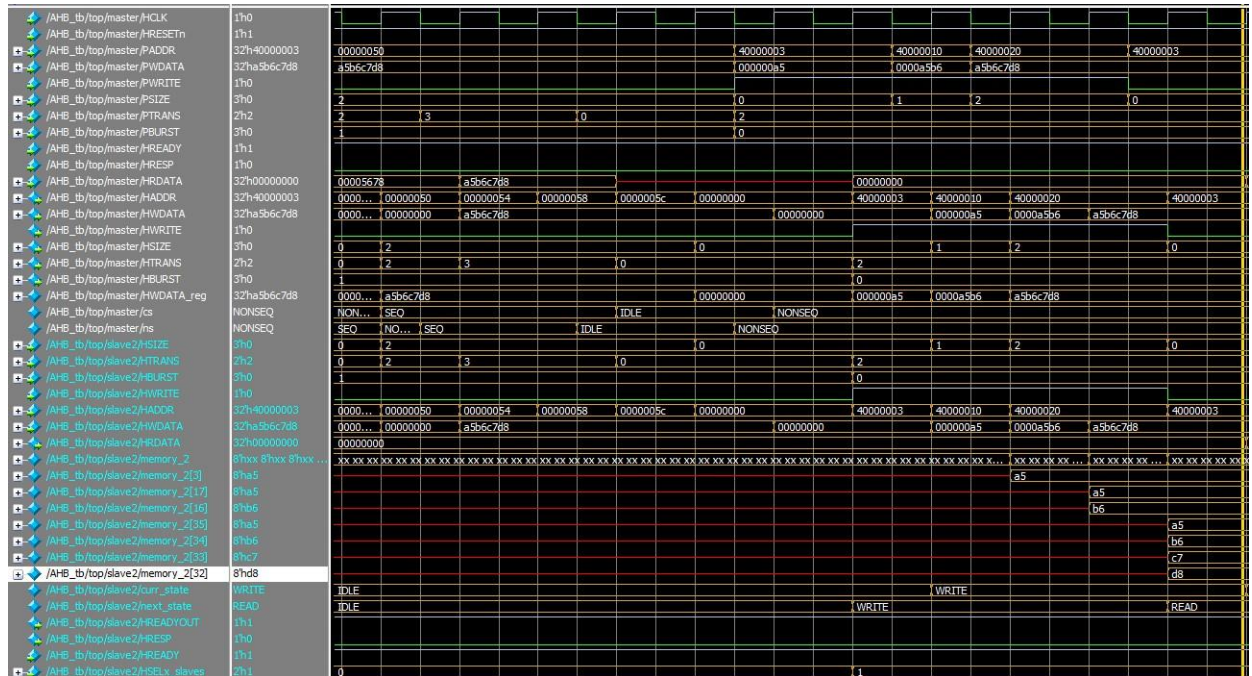 /AHB_tb/top/master/HCLK 1'h0
/AHB_tb/top/master/HRESETn 1'h1
/AHB_tb/top/master/PADDR 32'h40000003 00000050 40000003 40000010 40000020 40000003
/AHB_tb/top/master/PWDATA 32'ha5b6c7d8 a5b6c7d8 000000a5 0000a5b6 a5b6c7d8
/AHB_tb/top/master/PWRITE 1'h0
/AHB_tb/top/master/PSIZE 3'h0 2 0 1 2 0
/AHB_tb/top/master/PTRANS 2'h2 2 3 0 2
/AHB_tb/top/master/PBURST 3'h0 1 0
/AHB_tb/top/master/HREADY 1'h1
/AHB_tb/top/master/HRESP 1'h0
/AHB_tb/top/master/HRDATA 32'h00000000 00005678 a5b6c7d8 00000000
/AHB_tb/top/master/HADDR 32'h40000003 0000... 00000050 00000054 00000058 0000005c 00000000 40000003 40000010 40000020 40000003
/AHB_tb/top/master/HWDATA 32'ha5b6c7d8 0000... 00000000 a5b6c7d8 00000000 000000a5 0000a5b6 a5b6c7d8
/AHB_tb/top/master/HWRITE 1'h0
/AHB_tb/top/master/HSIZE 3'h0 0 2 0 1 2 0
/AHB_tb/top/master/HTRANS 2'h2 0 2 3 0 2
/AHB_tb/top/master/HBURST 3'h0 1 0
/AHB_tb/top/master/HWDATA_reg 32'ha5b6c7d8 0000... a5b6c7d8 00000000 000000a5 0000a5b6 a5b6c7d8
/AHB_tb/top/master/cs NONSEQ NON... SEQ IDLE NONSEQ
/AHB_tb/top/master/ns NONSEQ SEQ NO... SEQ IDLE NONSEQ
/AHB_tb/top/slave2/HSIZE 3'h0 0 2 0 1 2 0
/AHB_tb/top/slave2/HTRANS 2'h2 0 2 3 0 2
/AHB_tb/top/slave2/HBURST 3'h0 1 0
/AHB_tb/top/slave2/HWRITE 1'h0
/AHB_tb/top/slave2/HADDR 32'h40000003 0000... 00000050 00000054 00000058 0000005c 00000000 40000003 40000010 40000020 40000003
/AHB_tb/top/slave2/HWDATA 32'ha5b6c7d8 0000... 00000000 a5b6c7d8 00000000 000000a5 0000a5b6 a5b6c7d8
/AHB_tb/top/slave2/HRDATA 32'h00000000 00000000
/AHB_tb/top/slave2/memory_2 8'hxx 8'hxx 8'hxx ...
/AHB_tb/top/slave2/memory_2[3] 8'ha5 a5
/AHB_tb/top/slave2/memory_2[17] 8'ha5 a5
/AHB_tb/top/slave2/memory_2[16] 8'hb6 b6
/AHB_tb/top/slave2/memory_2[35] 8'ha5 a5
/AHB_tb/top/slave2/memory_2[34] 8'hb6 b6
/AHB_tb/top/slave2/memory_2[33] 8'hc7 c7
/AHB_tb/top/slave2/memory_2[32] 8'hd8 d8
/AHB_tb/top/slave2/curr_state WRITE IDLE WRITE
/AHB_tb/top/slave2/next_state READ IDLE WRITE READ
/AHB_tb/top/slave2/HREADYOUT 1'h1
/AHB_tb/top/slave2/HRESP 1'h0
/AHB_tb/top/slave2/HREADY 1'h1
/AHB_tb/top/slave2/HSELx_slaves 2'h1 0 1